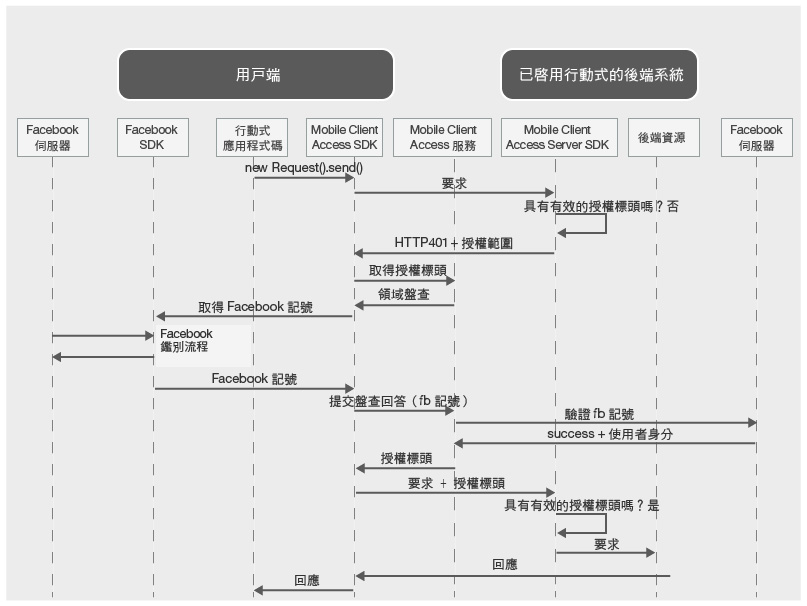 用戶端
已啓用行動式的後端系統
Facebook
伺服器
Facebook
SDK
行動式
應用程式碼
Mobile Client
Access SDK
Mobile Client
Access 服務
Mobile Client
Access Server SDK
後端資源
Facebook
伺服器
new Request().send()
要求
具有有效的授權標頭嗎？否
HTTP401 + 授權範圍
取得授權標頭
領域盤查
取得 Facebook 記號
Facebook
鑑別流程
Facebook 記號
提交盤查回答（fb 記號）
驗證 fb 記號
success + 使用者身分
授權標頭
要求 + 授權標頭
具有有效的授權標頭嗎？是
要求
回應
回應